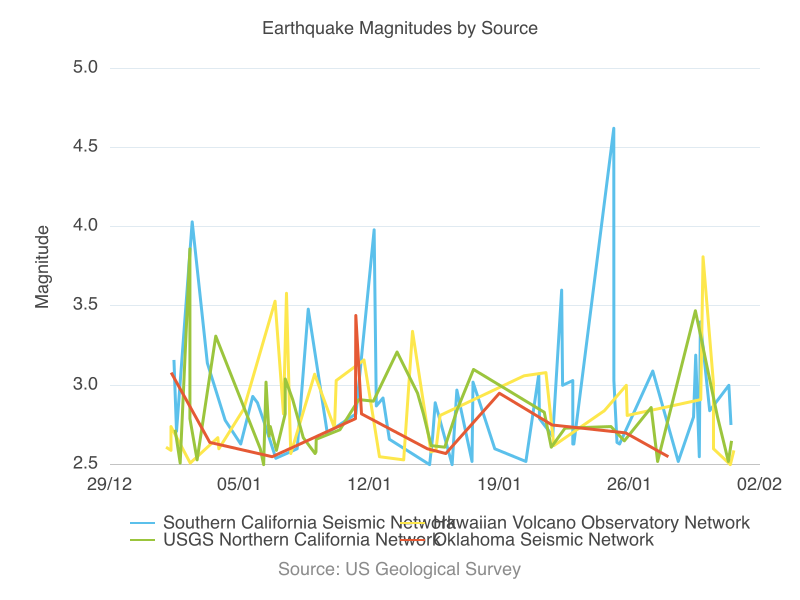 Earthquake Magnitudes by Source
5.0
4.5
4.0
3.5
3.0
2.5
Magnitude
29/12 05/01 12/01 19/01 26/01 02/02
Southern California Seismic Network Hawaiian Volcano Observatory Network
USGS Northern California Network Oklahoma Seismic Network
Source: US Geological Survey